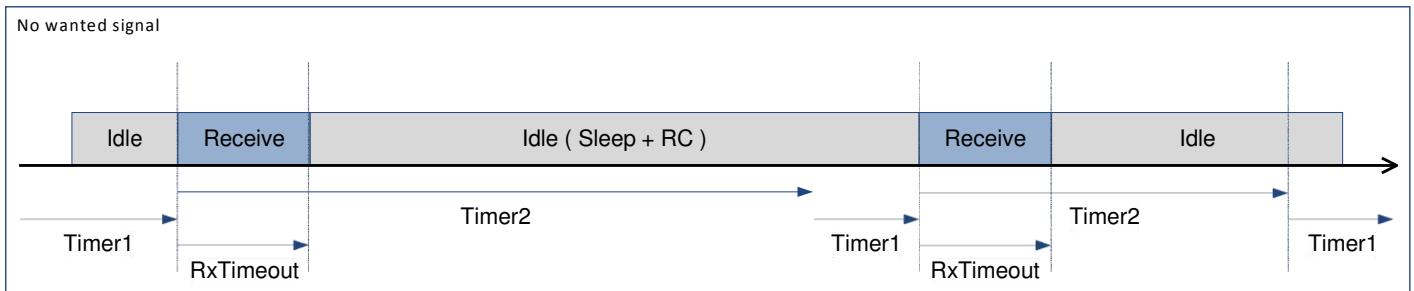 No wanted signal
Idle Receive Idle ( Sleep + RC ) Receive Idle
Timer2 Timer2
Timer1 Timer1 Timer1
RxTimeout RxTimeout